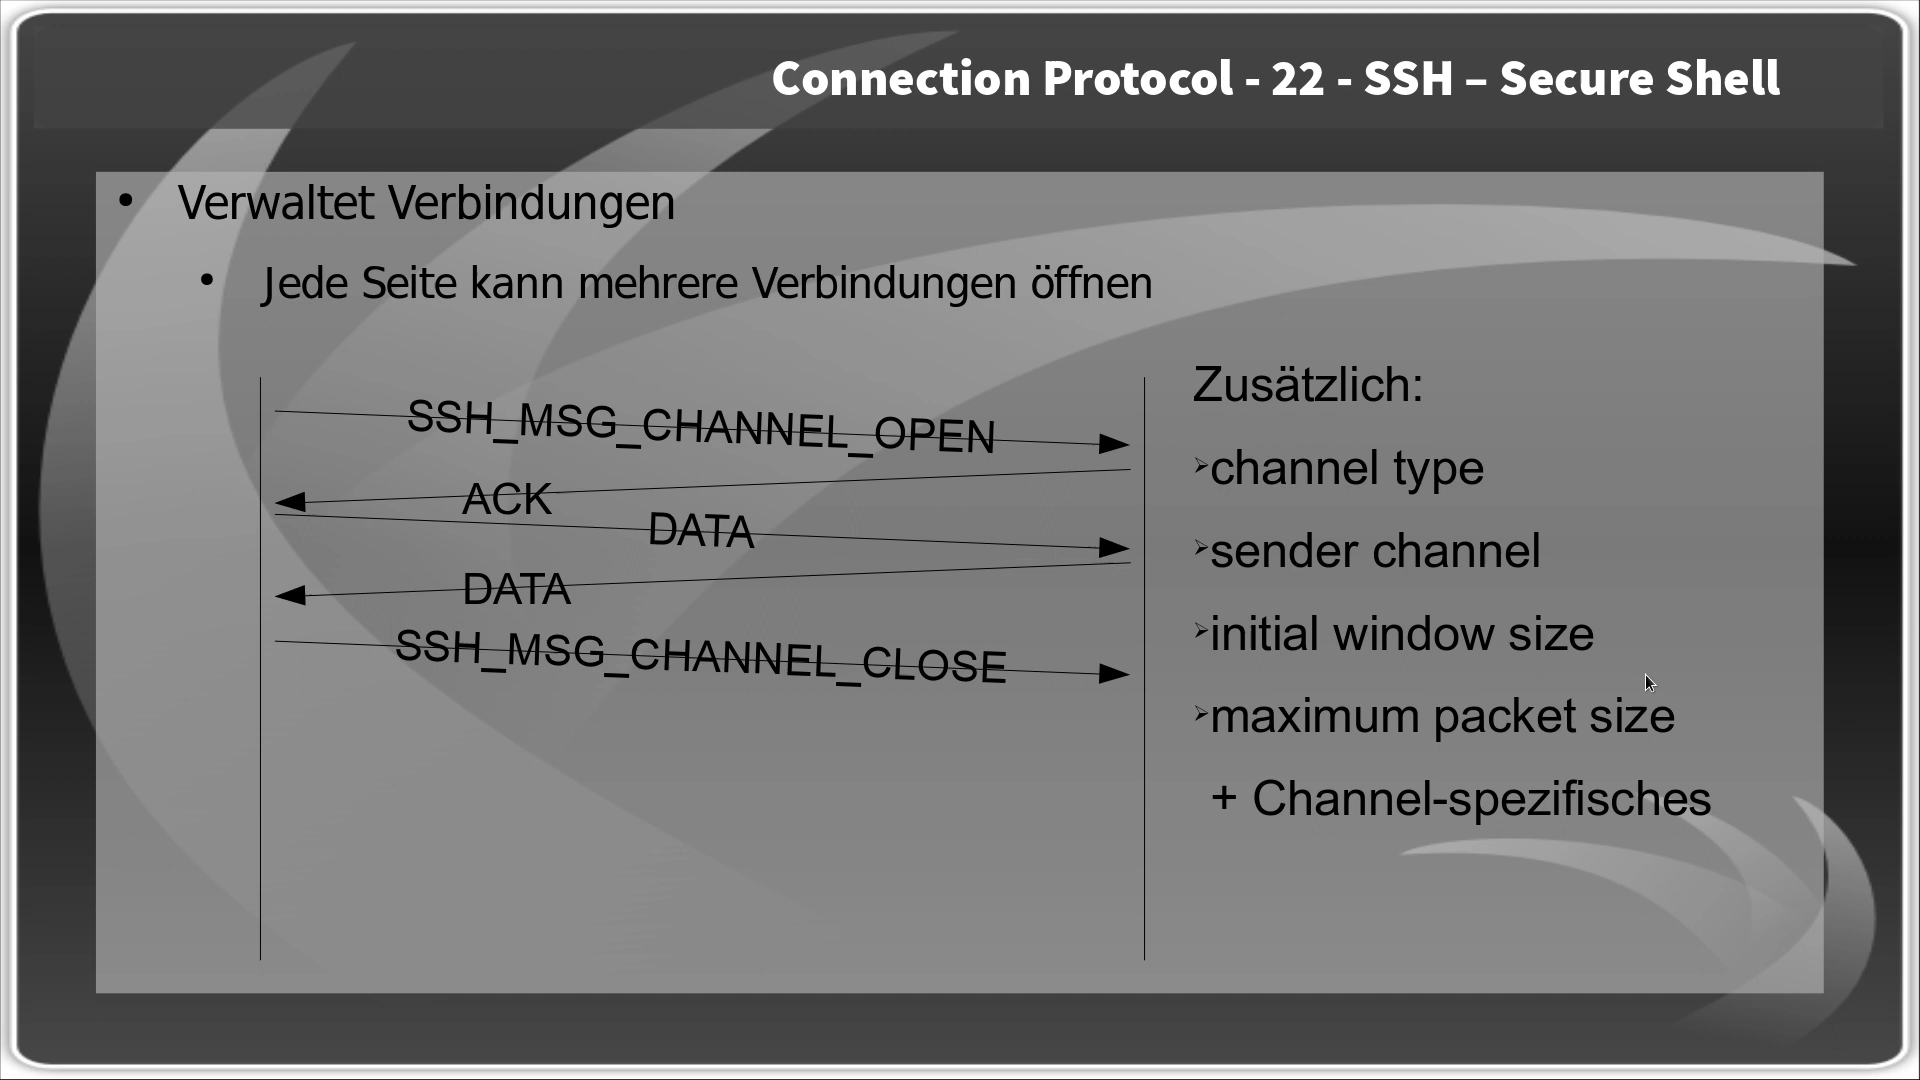 Connection Protocol - 22 - SSH – Secure Shell
• Verwaltet Verbindungen
• Jede Seite kann mehrere Verbindungen öffnen
SSH_MSG_CHANNEL_OPEN
ACK
DATA
DATA
SSH_MSG_CHANNEL_CLOSE
Zusätzlich:
➢channel type
➢sender channel
➢initial window size
➢maximum packet size
+ Channel-spezifisches